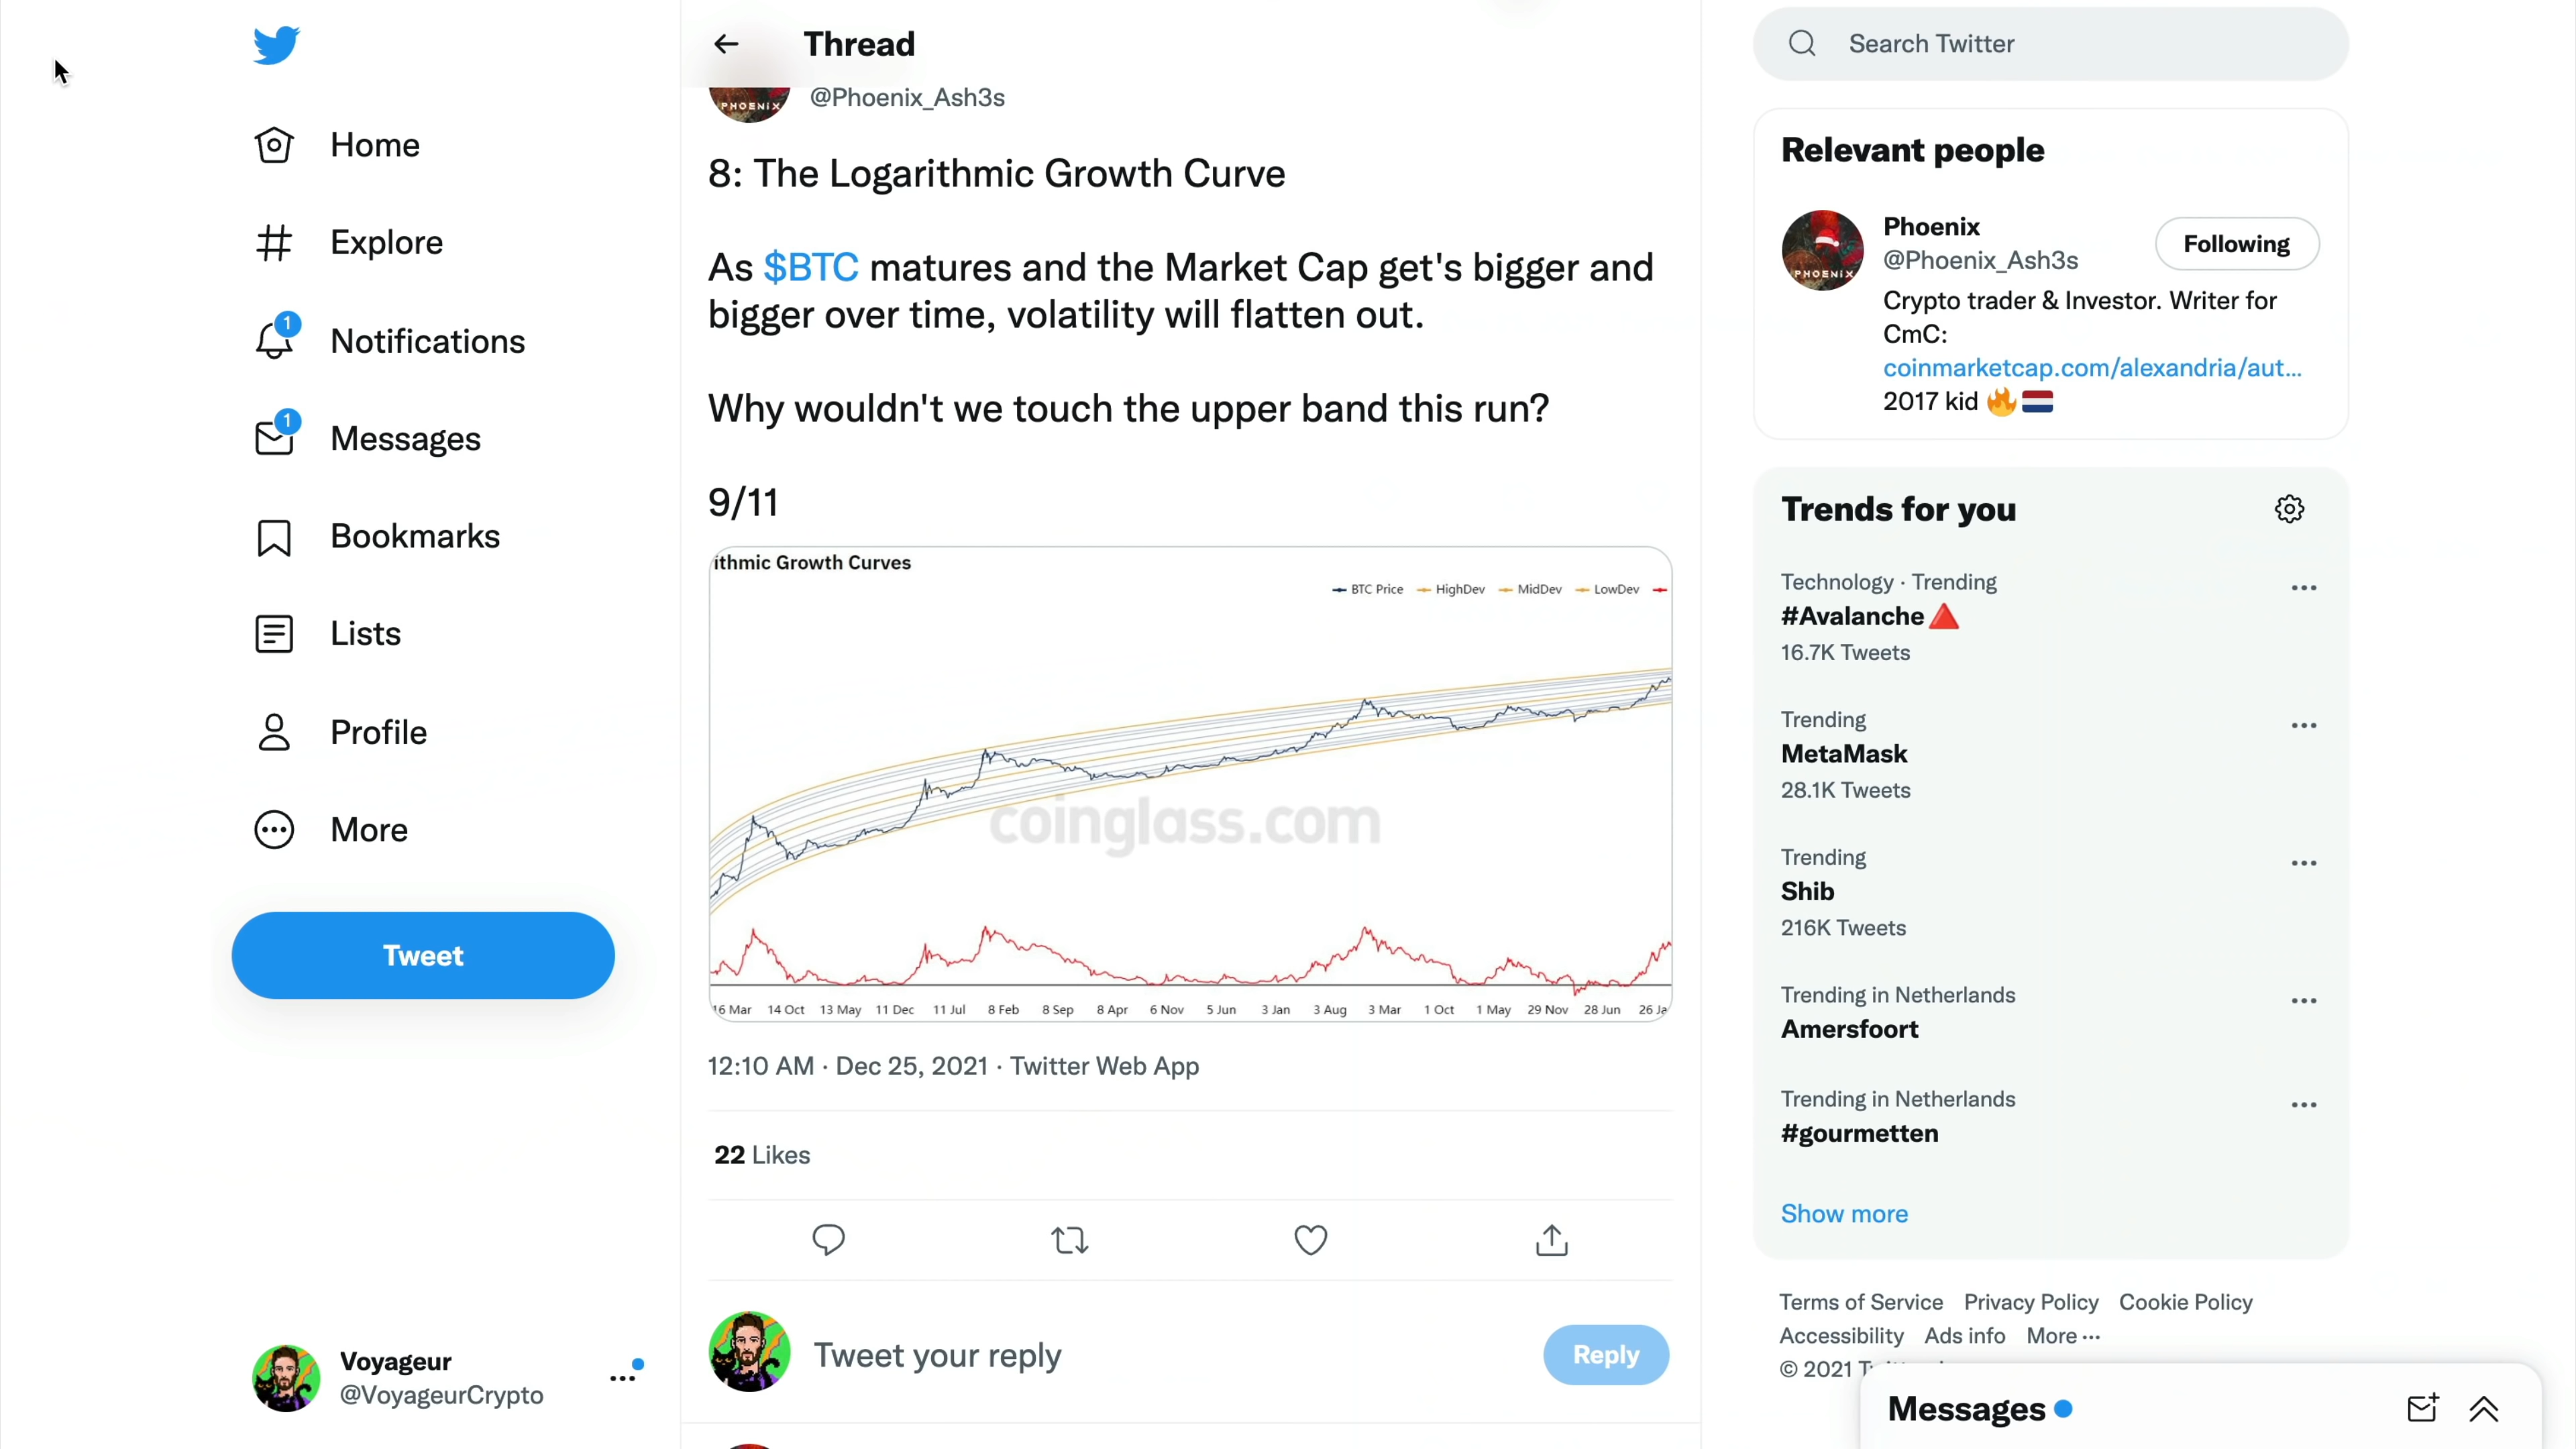 Home
Explore
1
Notifications
1
Messages
Bookmarks
Lists
Profile
More
Tweet
Voyageur
@VoyageurCrypto
Thread
PHOENIX
@Phoenix_Ash3s
8: The Logarithmic Growth Curve
As $BTC matures and the Market Cap get's bigger and
bigger over time, volatility will flatten out.
Why wouldn't we touch the upper band this run?
9/11
ithmic Growth Curves
BTC Price HighDev MidDev LowDev
coinglass.com
16 Mar 14 Oct 13 May 11 Dec 11 Jul 8 Feb 8 Sep 8 Apr 6 Nov 5 Jun 3 Jan 3 Aug 3 Mar 1 Oct 1 May 29 Nov 28 Jun 26 Ja
12:10 AM · Dec 25, 2021 · Twitter Web App
22 Likes
Tweet your reply
Reply
Search Twitter
Relevant people
PHOENIX
Phoenix
@Phoenix_Ash3s
Following
Crypto trader & Investor. Writer for
CmC:
coinmarketcap.com/alexandria/aut...
2017 kid 🔥🇳🇱
Trends for you
Technology · Trending
#Avalanche🔺
16.7K Tweets
Trending
MetaMask
28.1K Tweets
Trending
Shib
216K Tweets
Trending in Netherlands
Amersfoort
Trending in Netherlands
#gourmetten
Show more
Terms of Service Privacy Policy Cookie Policy
Accessibility Ads info More ···
© 2021
Messages